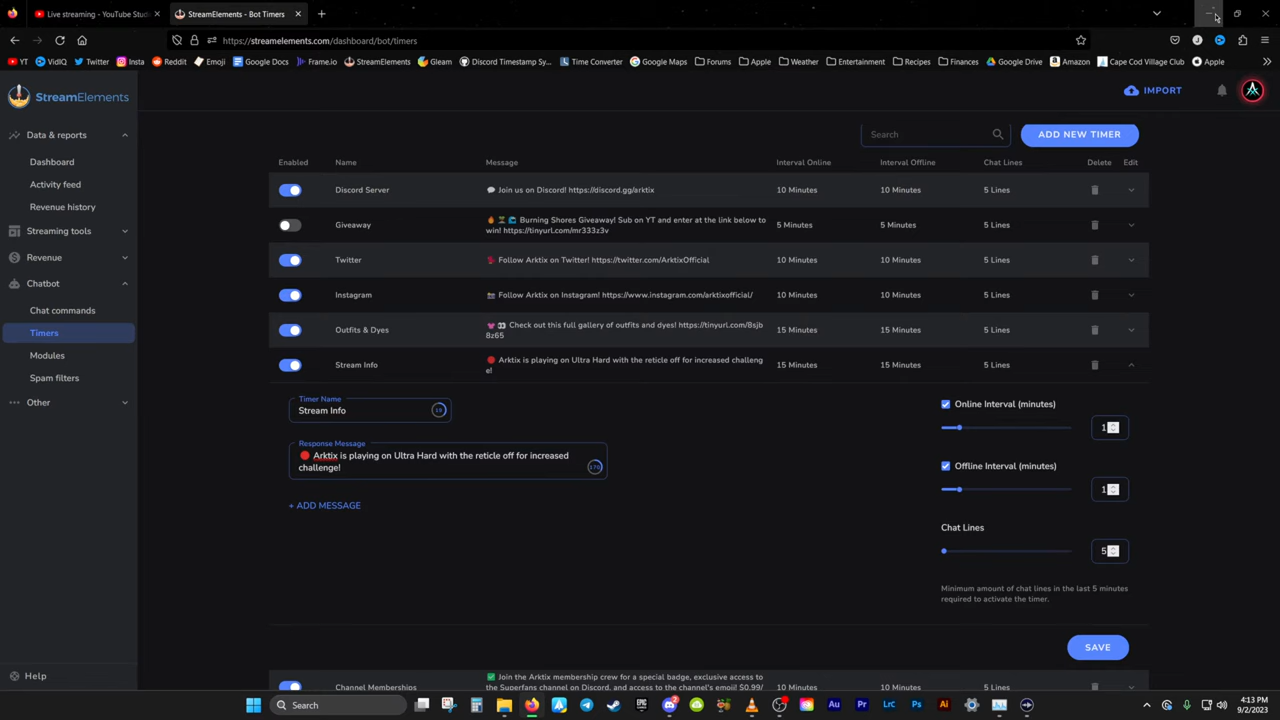 Live streaming - YouTube Stud
StreamElements - Bot Timers
https://streamelements.com/dashboard/bot/timers
YT
VidIQ
Twitter
Insta
Reddit
Emoji
Google Docs
Frame.io
StreamElements
Gleam
Discord Timestamp Sy...
Time Converter
Google Maps
Forums
Apple
Weather
Entertainment
Recipes
Finances
Google Drive
Amazon
Cape Cod Village Club
Apple
StreamElements
IMPORT
Data & reports
Dashboard
Activity feed
Revenue history
Streaming tools
Revenue
Chatbot
Chat commands
Timers
Modules
Spam filters
Other
Help
Search
ADD NEW TIMER
Enabled Name Message Interval Online Interval Offline Chat Lines Delete Edit
Discord Server 💬 Join us on Discord! https://discord.gg/arktix 10 Minutes 10 Minutes 5 Lines
Giveaway Burning Shores Giveaway! Sub on YT and enter at the link below to 5 Minutes 5 Minutes 5 Lines
win! https://tinyurl.com/mr333z3v
Twitter Follow Arktix on Twitter! https://twitter.com/ArktixOfficial 10 Minutes 10 Minutes 5 Lines
Instagram Follow Arktix on Instagram! https://www.instagram.com/arktixofficial/ 10 Minutes 10 Minutes 5 Lines
Outfits & Dyes Check out this full gallery of outfits and dyes! https://tinyurl.com/8sjb 15 Minutes 15 Minutes 5 Lines
8z65
Stream Info 🔴 Arktix is playing on Ultra Hard with the reticle off for increased challeng 15 Minutes 15 Minutes 5 Lines
e!
Timer Name
Stream Info
Response Message
🔴 Arktix is playing on Ultra Hard with the reticle off for increased
challenge!
+ ADD MESSAGE
Online Interval (minutes)
1
Offline Interval (minutes)
1
Chat Lines
5
Minimum amount of chat lines in the last 5 minutes
required to activate the timer.
SAVE
Channel Memberships ✅ Join the Arktix membership crew for a special badge, exclusive access to 10 Minutes 10 Minutes 5 Lines
the Superfans channel on Discord, and access to the channel's emoji! $0.99/
Search
EPIC
2
Au
Pr
Lrc
Ps
Ai
4:13 PM
9/2/2023